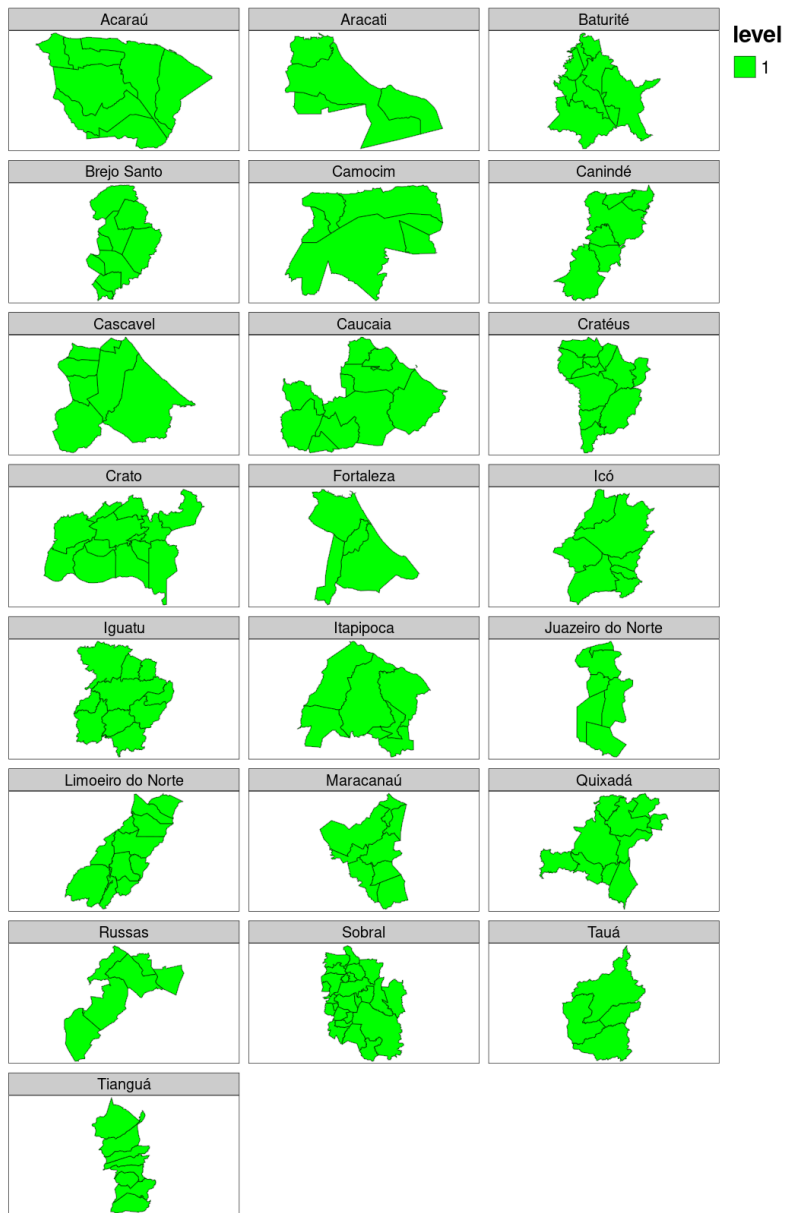 Acaraú
Aracati
Baturité
level
1
Brejo Santo
Camocim
Canindé
Cascavel
Caucaia
Cratéus
Crato
Fortaleza
Icó
Iguatu
Itapipoca
Juazeiro do Norte
Limoeiro do Norte
Maracanaú
Quixadá
Russas
Sobral
Tauá
Tianguá